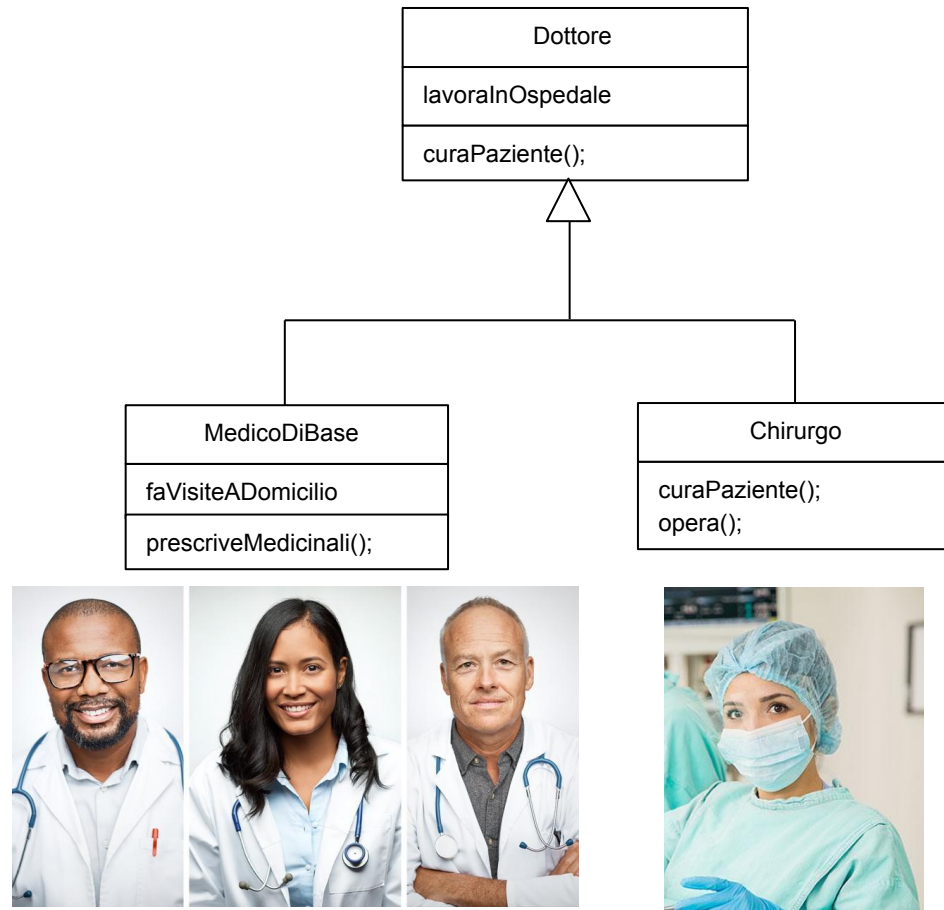 Dottore
lavoraInOspedale
curaPaziente();
MedicoDiBase
faVisiteADomicilio
prescriveMedicinali();
Chirurgo
curaPaziente();
opera();